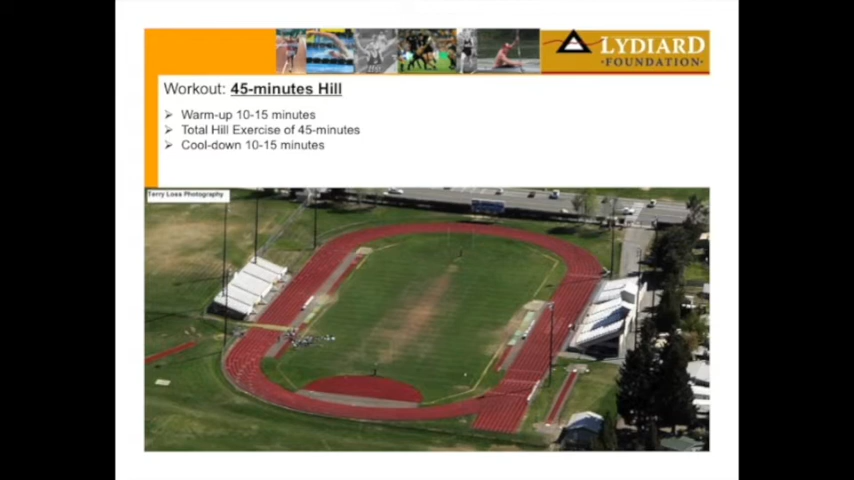 LYDIARD
FOUNDATION
Workout: 45-minutes Hill
Warm-up 10-15 minutes
Total Hill Exercise of 45-minutes
Cool-down 10-15 minutes
Terry Loss Photography